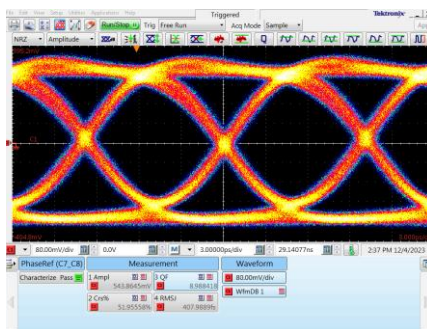 Triggered
Tektronix
Run/Stop Trig Free Run Acq Mode Sample
NRZ Amplitude
C1
80.00mV/div 0.0V M 3.00000ps/div 29.14077ns 2:37 PM 12/4/2023
PhaseRef (C7_C8) Measurement Waveform
Characterize Pass 1 Ampl 3 QF 80.00mV/div
543.8645mV 8.988418
2 Crs% 4 RMSJ WfmDB 1
51.95558% 407.9889fs